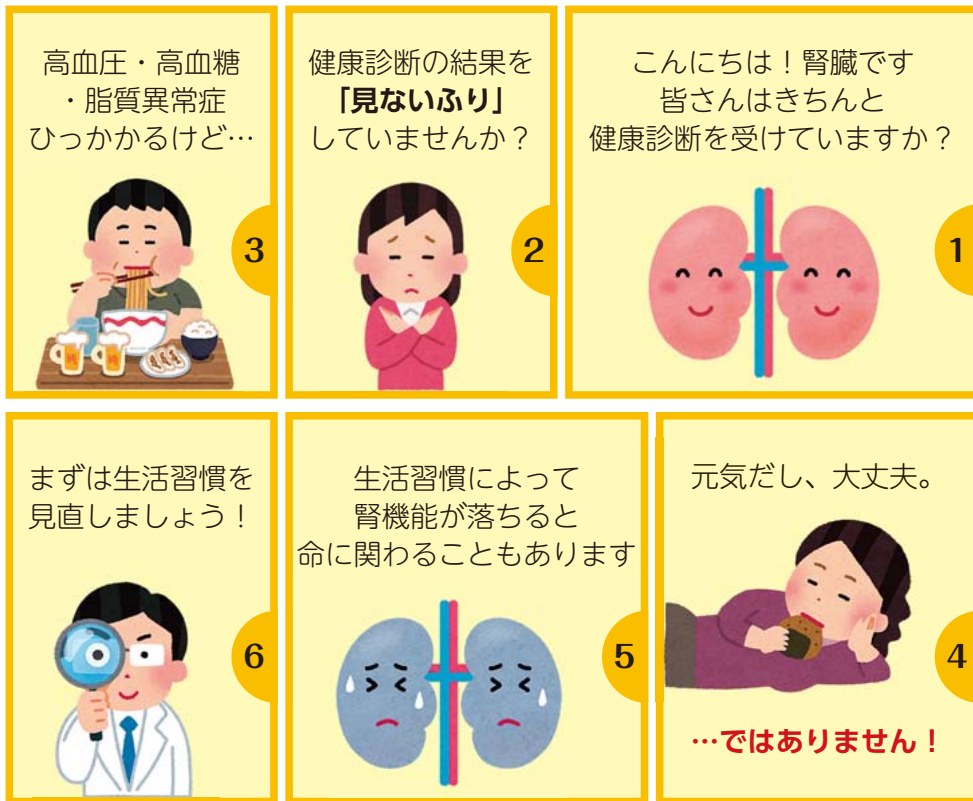 こんにちは！腎臓です
皆さんはきちんと
健康診断を受けていますか？
1
健康診断の結果を
「見ないふり」
していませんか？
2
高血圧・高血糖
・脂質異常症
ひっかかるけど…
3
元気だし、大丈夫。
…ではありません！
4
生活習慣によって
腎機能が落ちると
命に関わることもあります
5
まずは生活習慣を
見直しましょう！
6